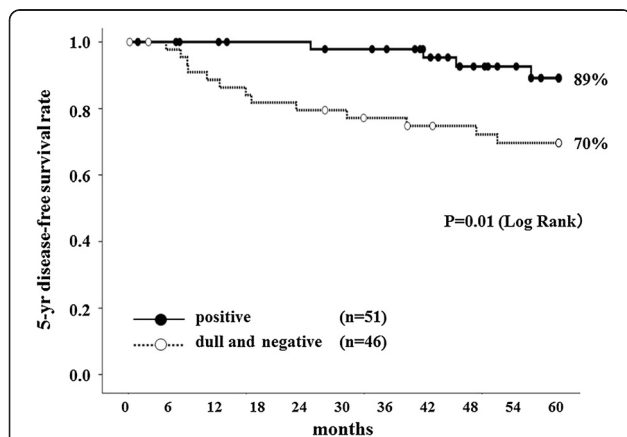 5-yr disease-free survival rate
1.0
0.8
0.6
0.4
0.2
0.0
89%
70%
P=0.01 (Log Rank)
positive (n=51)
dull and negative (n=46)
0 6 12 18 24 30 36 42 48 54 60
months